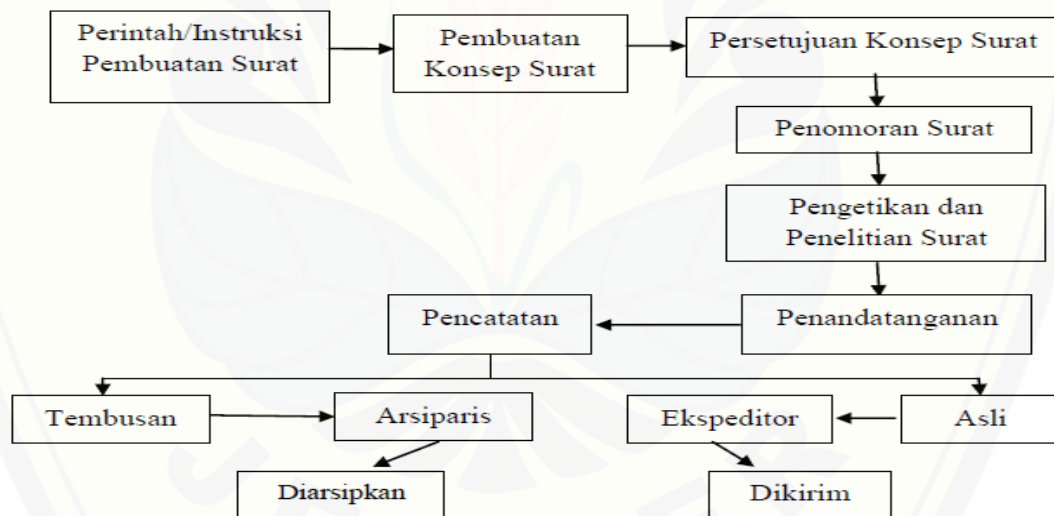 Perintah/Instruksi
Pembuatan Surat
Pembuatan
Konsep Surat
Persetujuan Konsep Surat
Penomoran Surat
Pengetikan dan
Penelitian Surat
Pencatatan
Penandatanganan
Tembusan
Arsiparis
Ekspeditor
Asli
Diarsipkan
Dikirim